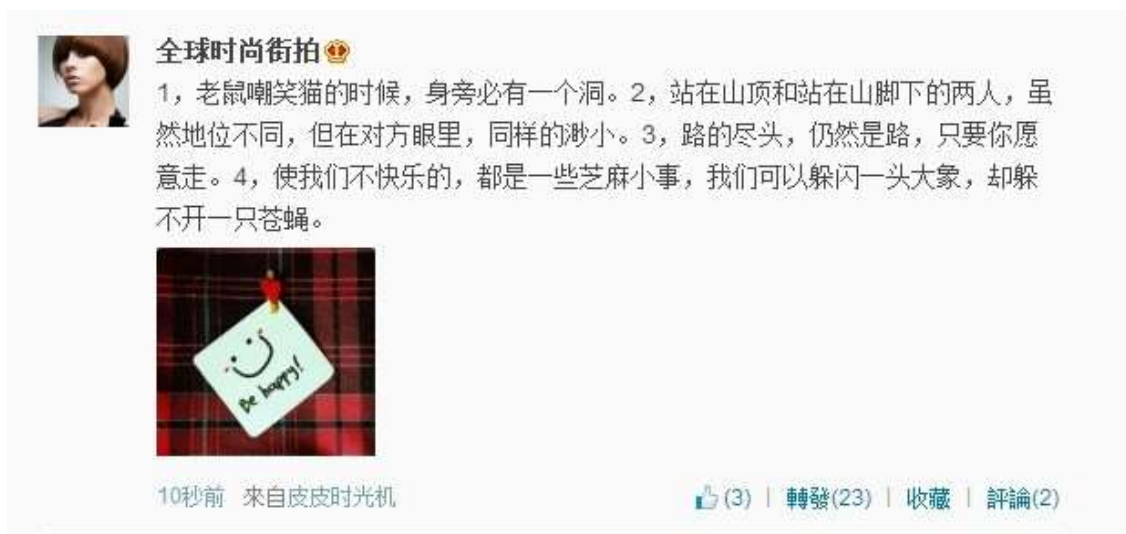 全球时尚街拍
1，老鼠嘲笑猫的时候，身旁必有一个洞。2，站在山顶和站在山脚下的两人，虽
然地位不同，但在对方眼里，同样的渺小。3，路的尽头，仍然是路，只要你愿
意走。4，使我们不快乐的，都是一些芝麻小事，我们可以躲闪一头大象，却躲
不开一只苍蝇。
Be happy!
10秒前 來自皮皮时光机 (3) | 轉發(23) | 收藏 | 評論(2)